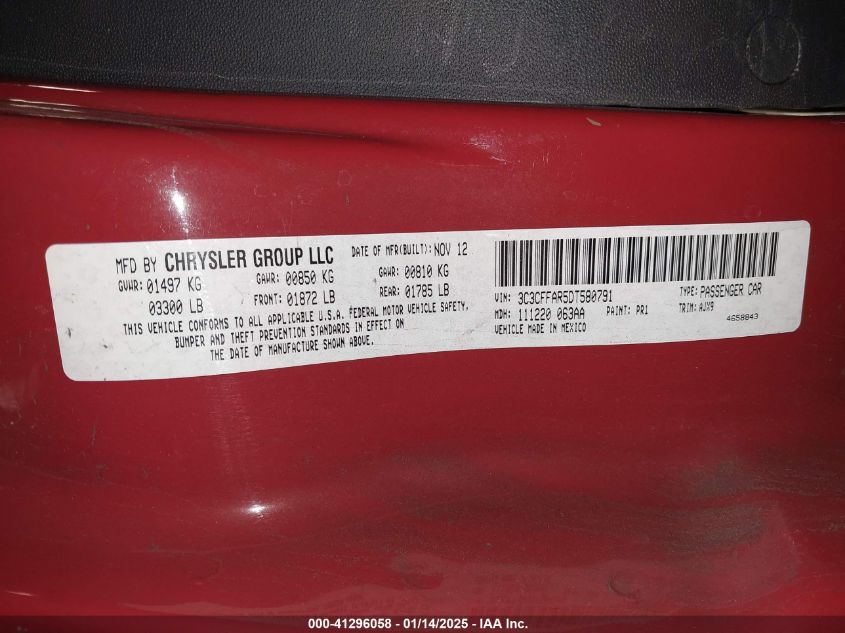 MFD BY CHRYSLER GROUP LLC DATE OF MFR(BUILT): NOV 12
GVWR: 01497 KG GAWR: 00850 KG GAWR: 00810 KG
03300 LB FRONT: 01872 LB REAR: 01785 LB
THIS VEHICLE CONFORMS TO ALL APPLICABLE U.S.A. FEDERAL MOTOR VEHICLE SAFETY,
BUMPER AND THEFT PREVENTION STANDARDS IN EFFECT ON
THE DATE OF MANUFACTURE SHOWN ABOVE.
VIN: 3C3CFFAR5DT580791 TYPE: PASSENGER CAR
MDH: 111220 063AA PAINT: PR1 TRIM: AJX9
VEHICLE MADE IN MEXICO 4658843
000-41296058 - 01/14/2025 - IAA Inc.